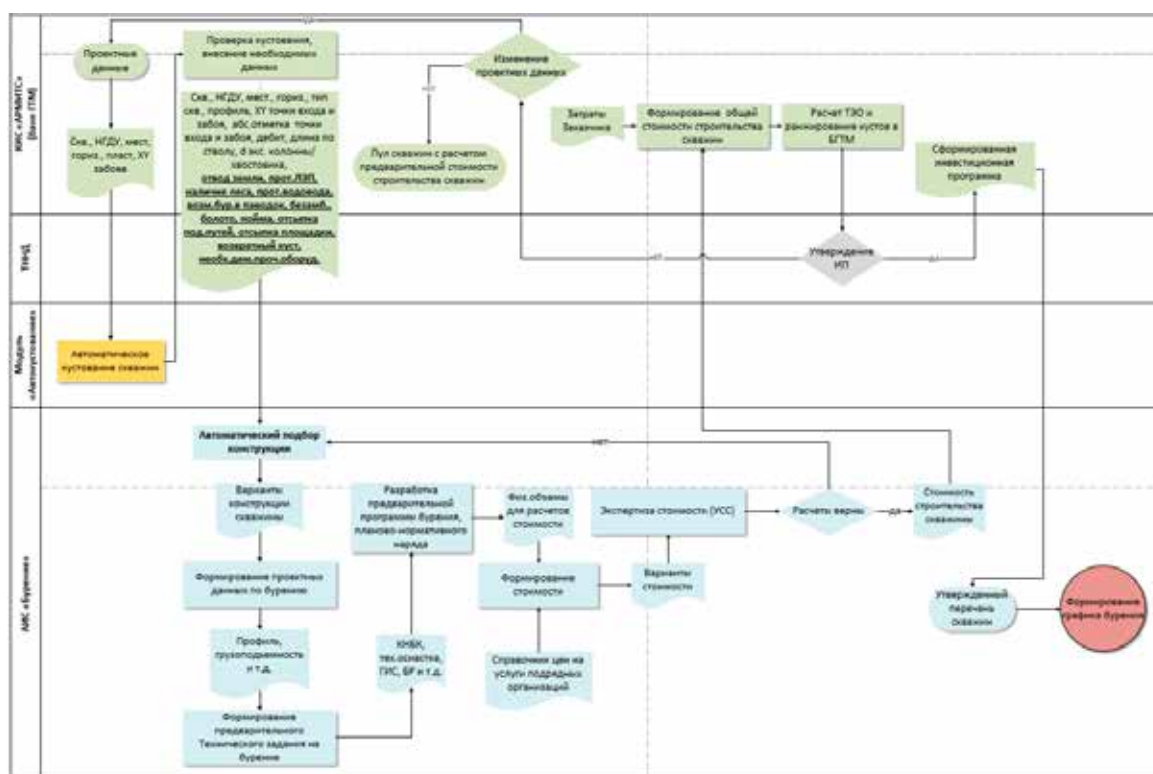 да
КИС «АРМИТС»
(Банк ГТМ)
Проектные
данные
Проверка кустования,
внесение необходимых
данных
Изменение
проектных данных
нет
Скв., НГДУ, мест.,
гориз., пласт, XY
забоев
Скв., НГДУ, мест., гориз., тип
скв., профиль, XY точки входа и
забоя, абс.отметка точки
входа и забоя, дебит, длина по
стволу, d экс. колонны/
хвостовика,
отвод земли, прот.ЛЭП,
наличие леса, прот.водовода,
возм.бур.в паводок, безамб.,
болото, пойма, отсыпка
под.путей, отсыпка площадки,
возвратный куст,
необх.дем.проч.оборуд.
Пул скважин с расчетом
предварительной стоимости
строительства скважин
Затраты
Заказчика
Формирование общей
стоимости строительства
скважин
Расчет ТЭО и
ранжирование кустов в
БГТМ
Сформированная
инвестиционная
программа
Утверждение
ИП
нет
да
Модуль
«Автокустование»
Автоматическое
кустование скважин
АИС «Бурение»
Автоматический подбор
конструкции
нет
Варианты
конструкции
скважины
Формирование проектных
данных по бурению
Профиль,
грузоподъемность
и т.д.
Формирование
предварительного
Технического задания на
бурение
Разработка
предварительной
программы бурения,
планово-нормативного
наряда
КНБК,
тех.оснастка,
ГИС, БР и т.д.
Физ.объемы
для расчетов
стоимости
Формирование
стоимости
Справочники цен на
услуги подрядных
организаций
Экспертиза стоимости (УСС)
Варианты
стоимости
Расчеты верны
да
Стоимость
строительства
скважины
Утвержденный
перечень
скважин
Формирование
графика бурения